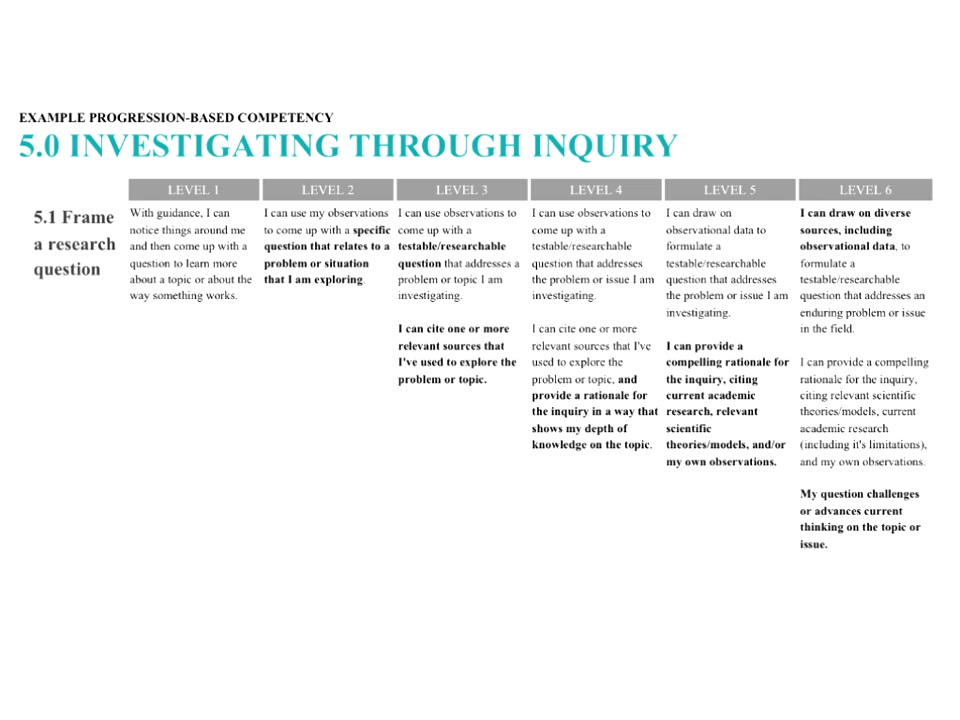 EXAMPLE PROGRESSION-BASED COMPETENCY
5.0 INVESTIGATING THROUGH INQUIRY
LEVEL 1
LEVEL 2
LEVEL 3
LEVEL 4
LEVEL 5
LEVEL 6
5.1 Frame
a research
question
With guidance, I can
notice things around me
and then come up with a
question to learn more
about a topic or about the
way something works.
I can use my observations
to come up with a specific
question that relates to a
problem or situation
that I am exploring.
I can use observations to
come up with a
testable/researchable
question that addresses a
problem or topic I am
investigating.
I can cite one or more
relevant sources that
I've used to explore the
problem or topic.
I can use observations to
come up with a
testable/researchable
question that addresses
the problem or issue I am
investigating.
I can cite one or more
relevant sources that I've
used to explore the
problem or topic, and
provide a rationale for
the inquiry in a way that
shows my depth of
knowledge on the topic.
I can draw on
observational data to
formulate a
testable/researchable
question that addresses
the problem or issue I am
investigating.
I can provide a
compelling rationale for
the inquiry, citing
current academic
research, relevant
scientific
theories/models, and/or
my own observations.
I can draw on diverse
sources, including
observational data, to
formulate a
testable/researchable
question that addresses an
enduring problem or issue
in the field.
I can provide a compelling
rationale for the inquiry,
citing relevant scientific
theories/models, current
academic research
(including it's limitations),
and my own observations.
My question challenges
or advances current
thinking on the topic or
issue.